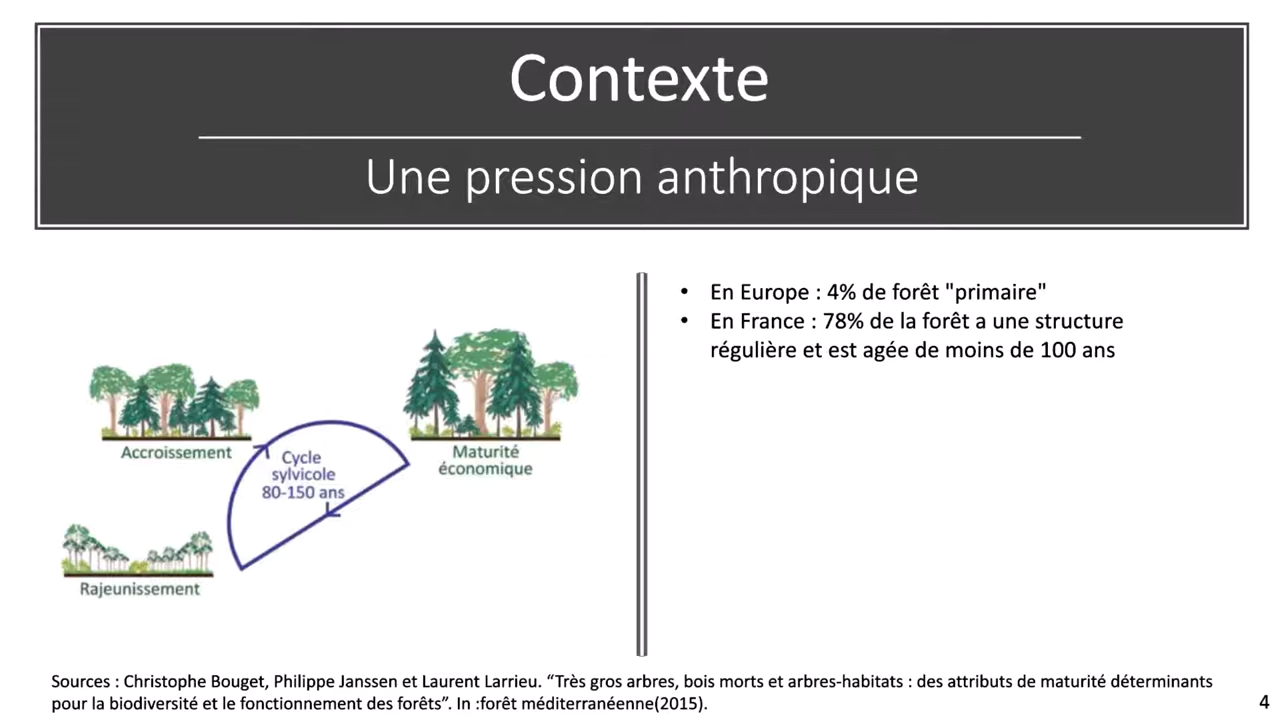 Contexte
Une pression anthropique
Accroissement
Maturité
économique
Cycle
sylvicole
80-150 ans
Rajeunissement
• En Europe : 4% de forêt "primaire"
• En France : 78% de la forêt a une structure
régulière et est agée de moins de 100 ans
Sources : Christophe Bouget, Philippe Janssen et Laurent Larrieu. “Très gros arbres, bois morts et arbres-habitats : des attributs de maturité déterminants
pour la biodiversité et le fonctionnement des forêts”. In :forêt méditerranéenne(2015).
4